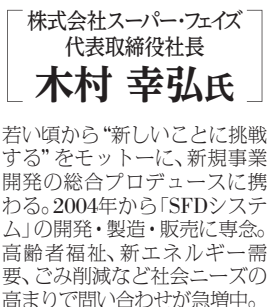 株式会社スーパー・フェイズ
代表取締役社長
木村 幸弘氏
若い頃から“新しいことに挑戦
する”をモットーに、新規事業
開発の総合プロデュースに携
わる。2004年から「SFDシステ
ム」の開発・製造・販売に専念。
高齢者福祉、新エネルギー需
要、ごみ削減など社会ニーズの
高まりで問い合わせが急増中。